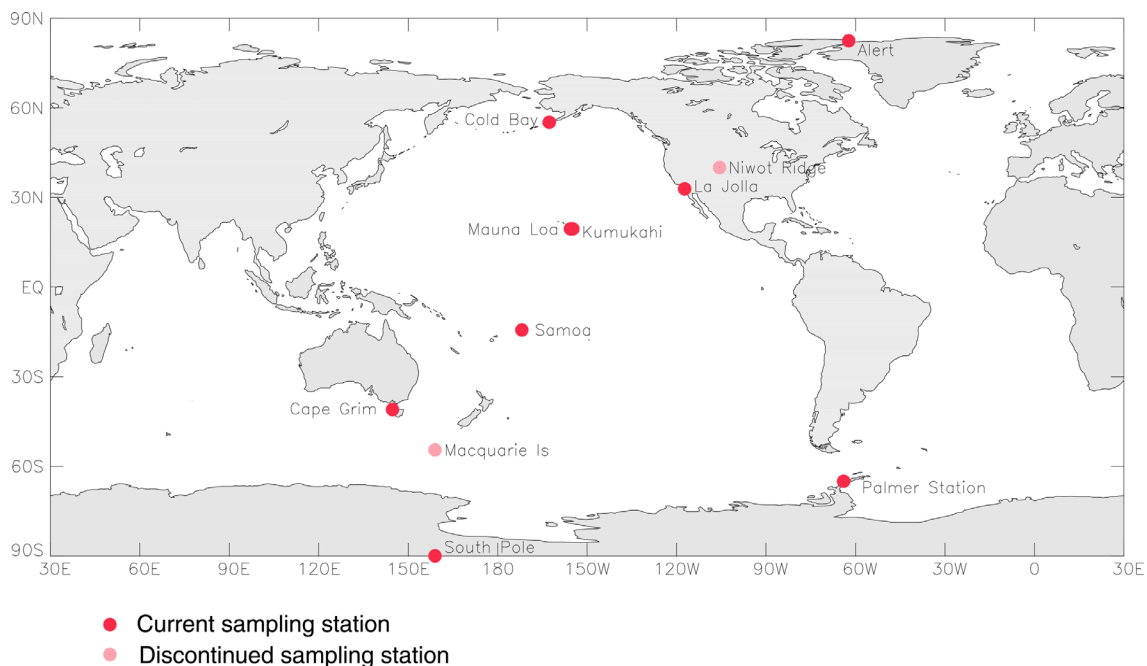 90N
Alert
60N
Cold Bay
Niwot Ridge
30N
La Jolla
Mauna Loa
Kumukahi
EQ
Samoa
30S
Cape Grim
Macquarie Is
60S
Palmer Station
90S
South Pole
30E 60E 90E 120E 150E 180 150W 120W 90W 60W 30W 0 30E
Current sampling station
Discontinued sampling station